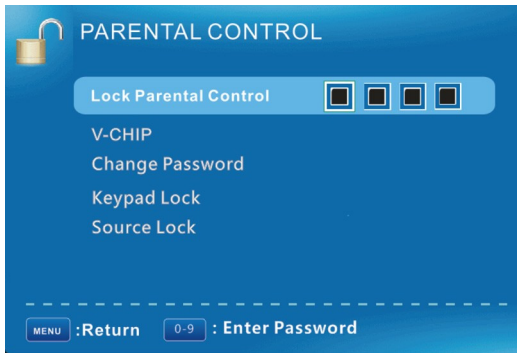 PARENTAL CONTROL
Lock Parental Control
V-CHIP
Change Password
Keypad Lock
Source Lock
MENU :Return 0-9 : Enter Password